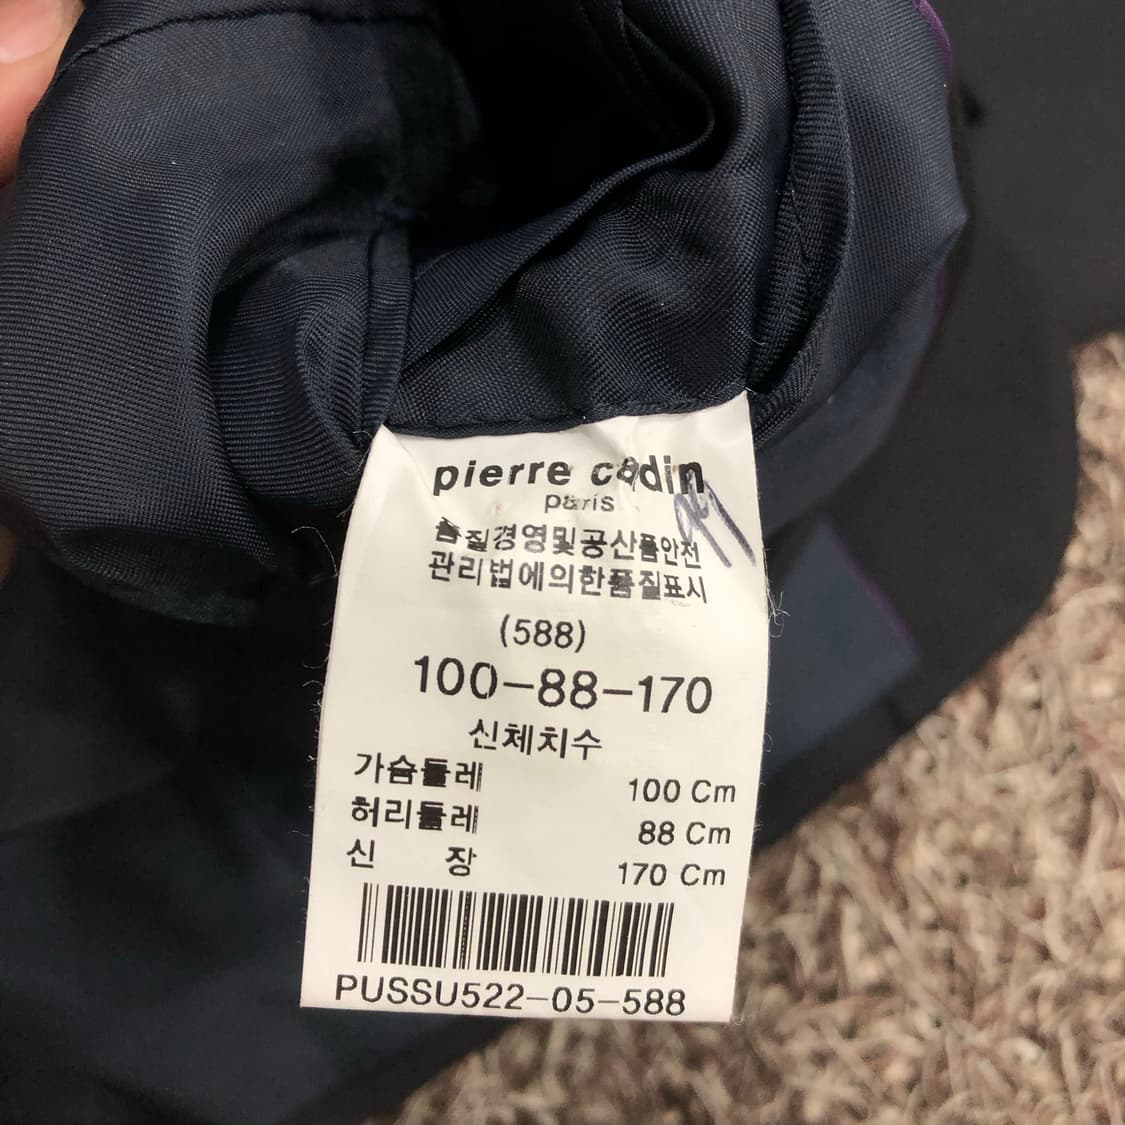 pierre cadin
paris
품질경영및공산품안전
관리법에의한품질표시
(588)
100-88-170
신체치수
가슴둘레 100 Cm
허리둘레 88 Cm
신 장 170 Cm
PUSSU522-05-588